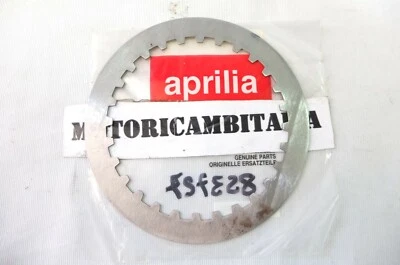 aprilia
MOTORICAMBITALIA
GENUINE PARTS
ORIGINELLE ERSATZTEILE